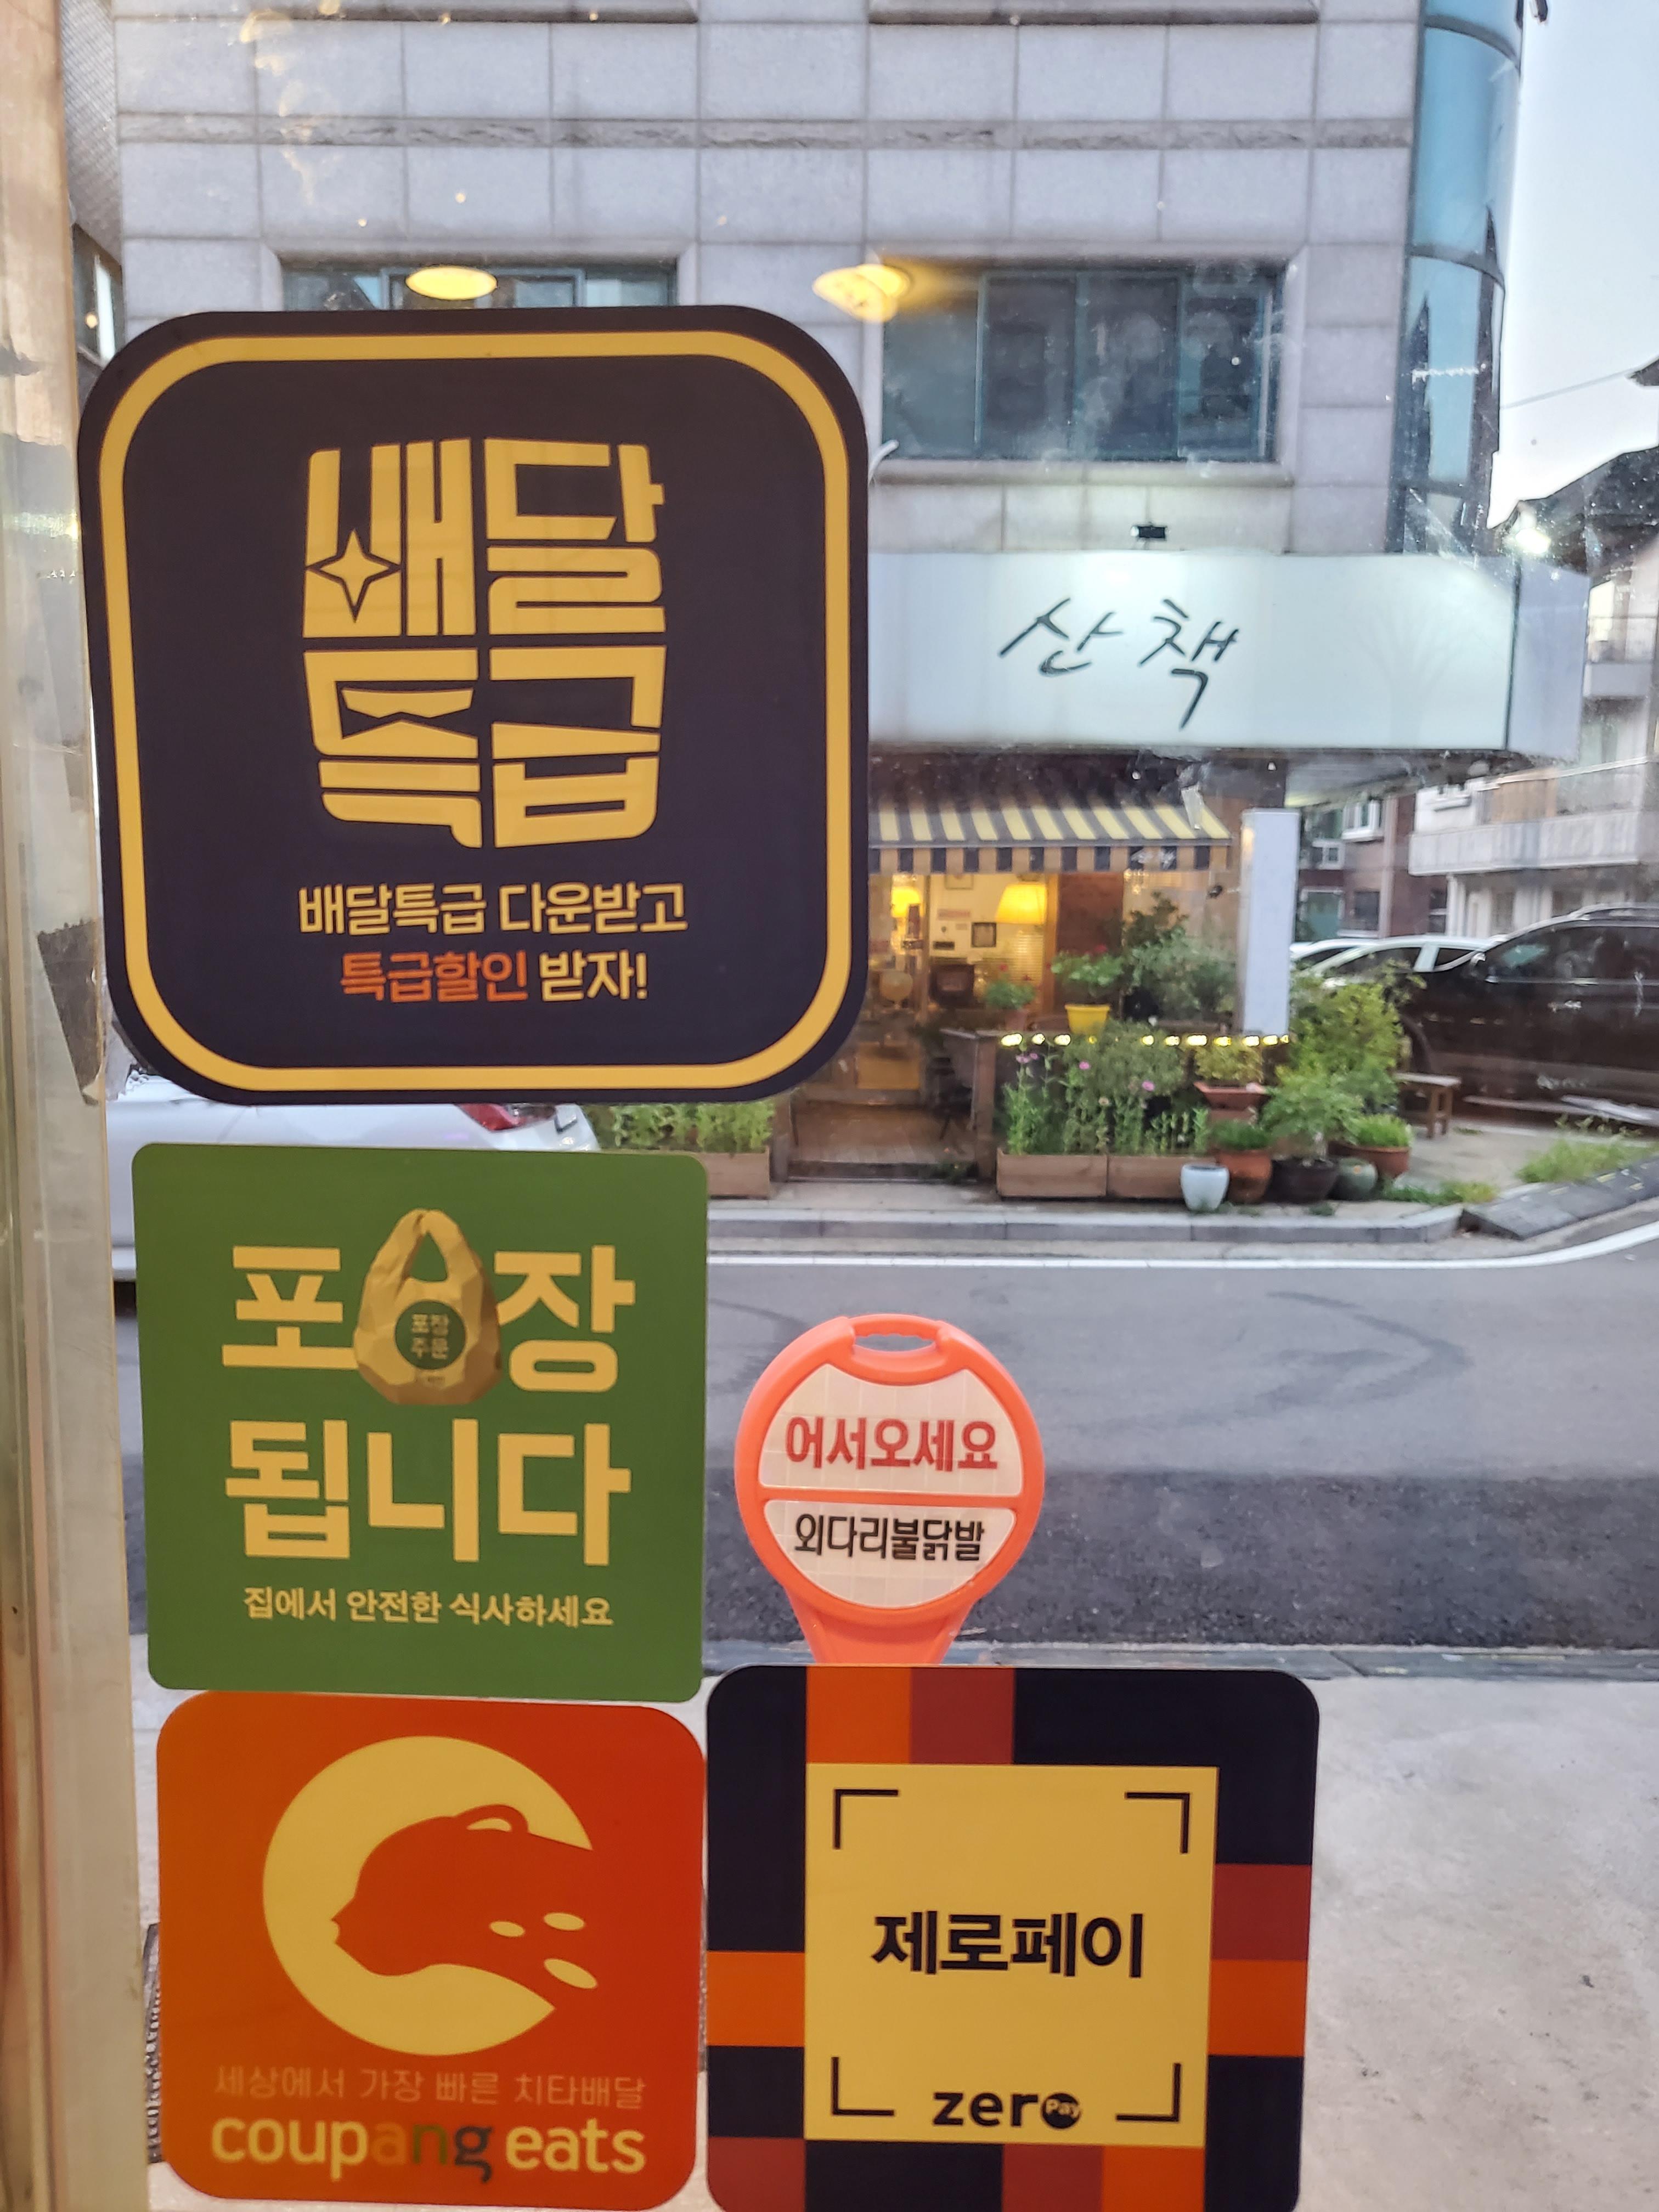 배달
특급
배달특급 다운받고
특급할인 받자!
산책
포장
포장
주문
됩니다
집에서 안전한 식사하세요
어서오세요
외다리불닭발
세상에서 가장 빠른 치타배달
coupang eats
제로페이
zero Pay